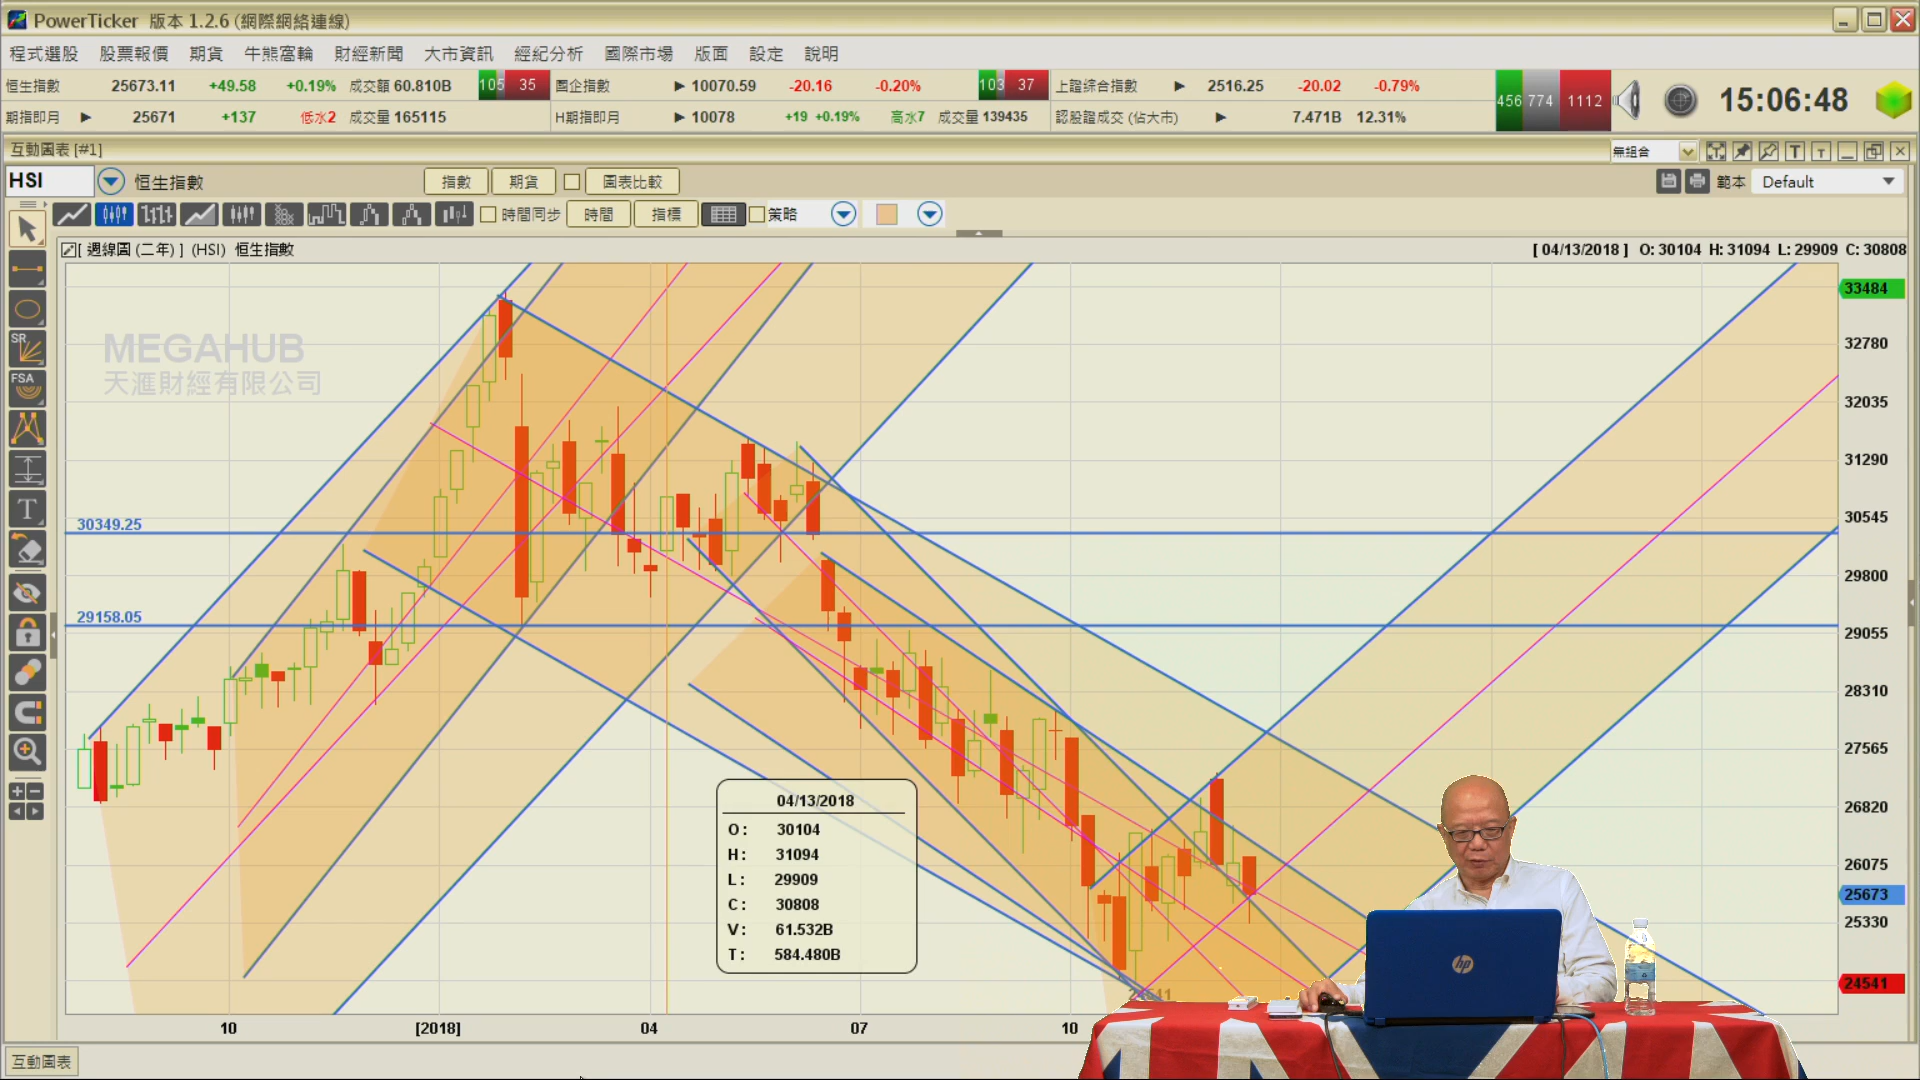 PowerTicker 版本 1.2.6 (網際網絡連線)
程式選股 股票報價 期貨 牛熊窩輪 財經新聞 大市資訊 經紀分析 國際市場 版面 設定 說明
恒生指數 25673.11 +49.58 +0.19% 成交額 60.810B 105 35 國企指數 10070.59 -20.16 -0.20% 103 37 上證綜合指數 2516.25 -20.02 -0.79%
456 774 1112 15:06:48
期指即月 25671 +137 低水2 成交量 165115 H期指即月 10078 +19 +0.19% 高水7 成交量 139435 認股證成交 (佔大市) 7.471B 12.31%
互動圖表 [#1] 無組合 T T
HSI 恒生指數 指數 期貨 圖表比較 範本 Default
時間同步 時間 指標 策略
[ 週線圖 (二年) ] (HSI) 恒生指數 [ 04/13/2018 ] O: 30104 H: 31094 L: 29909 C: 30808
SR
FSA
T
MEGAHUB
天滙財經有限公司
33484
32780
32035
31290
30545
30349.25
29800
29158.05
29055
28310
27565
26820
26075
25673
25330
24541
04/13/2018
O: 30104
H: 31094
L: 29909
C: 30808
V: 61.532B
T: 584.480B
hp
10 [2018] 04 07 10
互動圖表